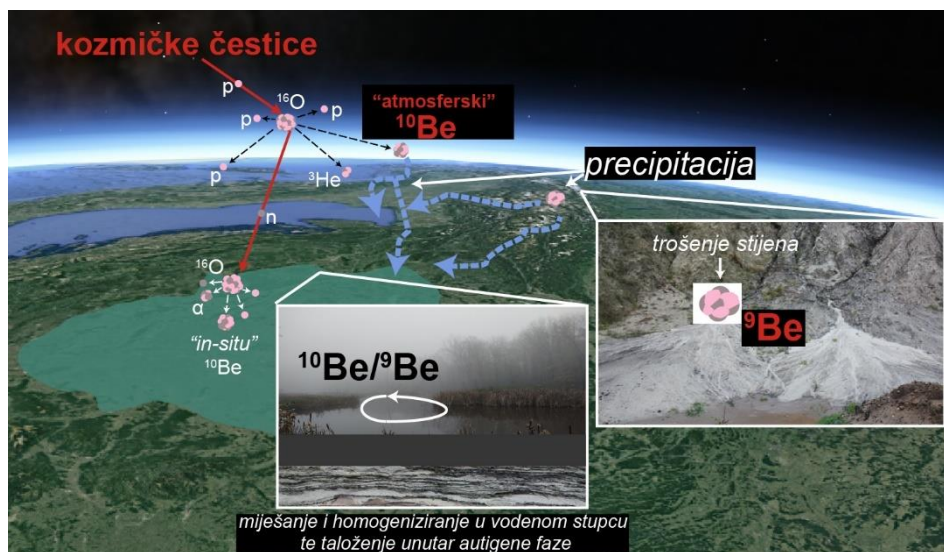 kozmičke čestice
p
¹⁶O
p
p
"atmosferski"
¹⁰Be
p
³He
precipitacija
n
trošenje stijena
⁹Be
¹⁶O
α
"in-situ"
¹⁰Be
¹⁰Be/⁹Be
miješanje i homogeniziranje u vodenom stupcu
te taloženje unutar autigene faze